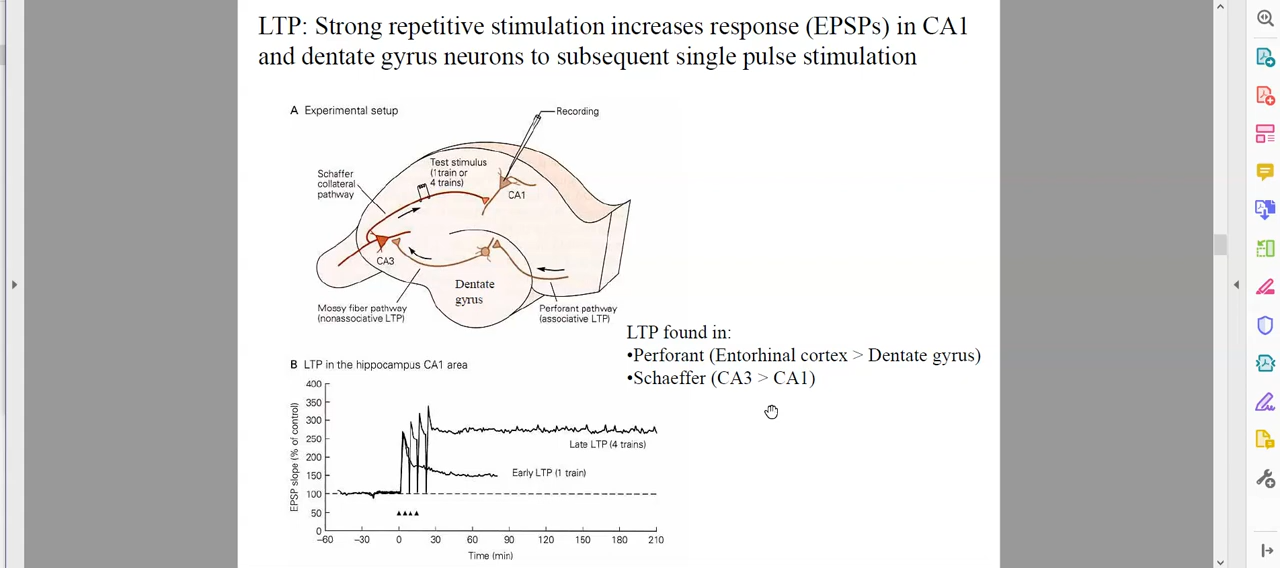 LTP: Strong repetitive stimulation increases response (EPSPs) in CA1
and dentate gyrus neurons to subsequent single pulse stimulation
A Experimental setup
Recording
Test stimulus
(1train or
4 trains)
Schaffer
collateral
pathway
CA1
CA3
Dentate
gyrus
Mossy fiber pathway
(nonassociative LTP)
Perforant pathway
(associative LTP)
LTP found in:
•Perforant (Entorhinal cortex > Dentate gyrus)
•Schaeffer (CA3 > CA1)
B LTP in the hippocampus CA1 area
EPSP slope (% of control)
400
350
300
250
200
150
100
50
0
Late LTP (4 trains)
Early LTP (1 train)
-60 -30 0 30 60 90 120 150 180 210
Time (min)